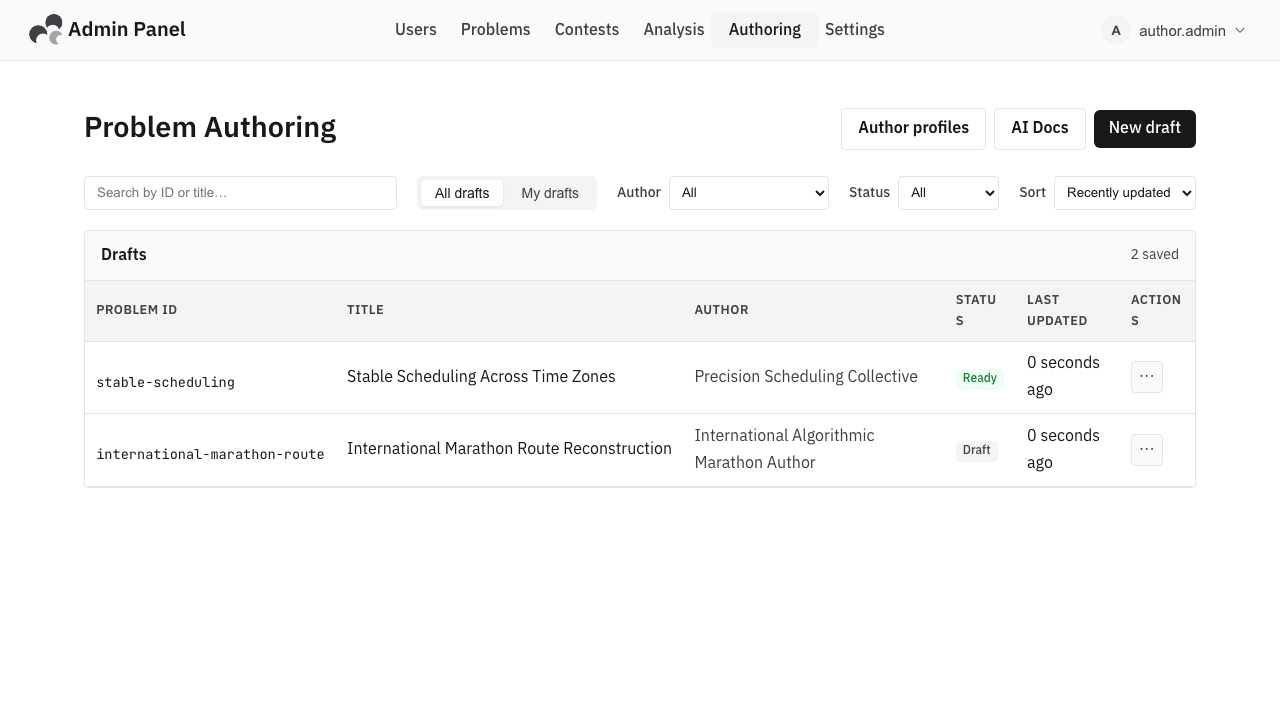 Admin Panel
Users Problems Contests Analysis Authoring Settings
A author.admin
Problem Authoring
Author profiles AI Docs New draft
Search by ID or title…
All drafts My drafts Author All Status All Sort Recently updated
Drafts 2 saved
PROBLEM ID TITLE AUTHOR STATU
S LAST
UPDATED ACTION
S
stable-scheduling Stable Scheduling Across Time Zones Precision Scheduling Collective Ready 0 seconds
ago ···
international-marathon-route International Marathon Route Reconstruction International Algorithmic
Marathon Author Draft 0 seconds
ago ···